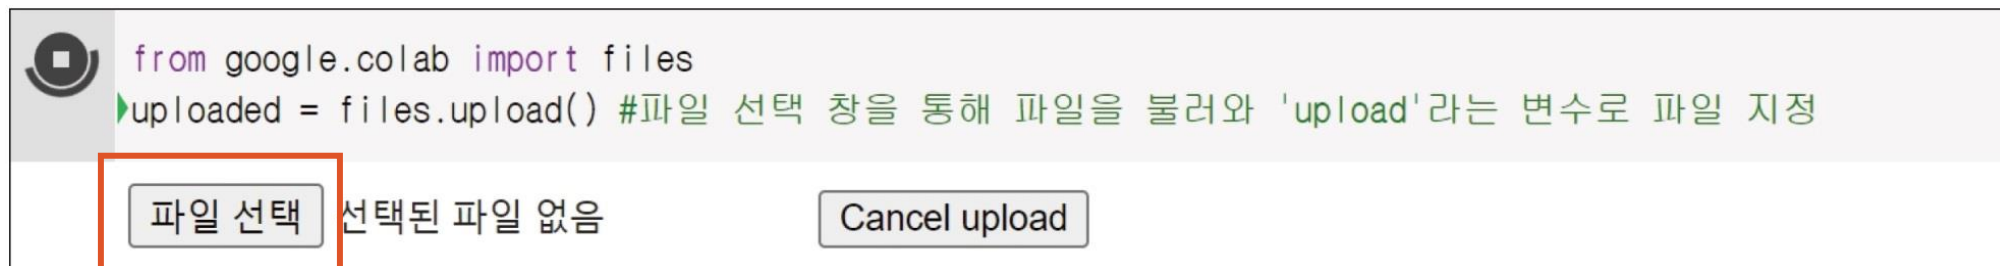 from google.colab import files
uploaded = files.upload() #파일 선택 창을 통해 파일을 불러와 'upload'라는 변수로 파일 지정
파일 선택 선택된 파일 없음 Cancel upload